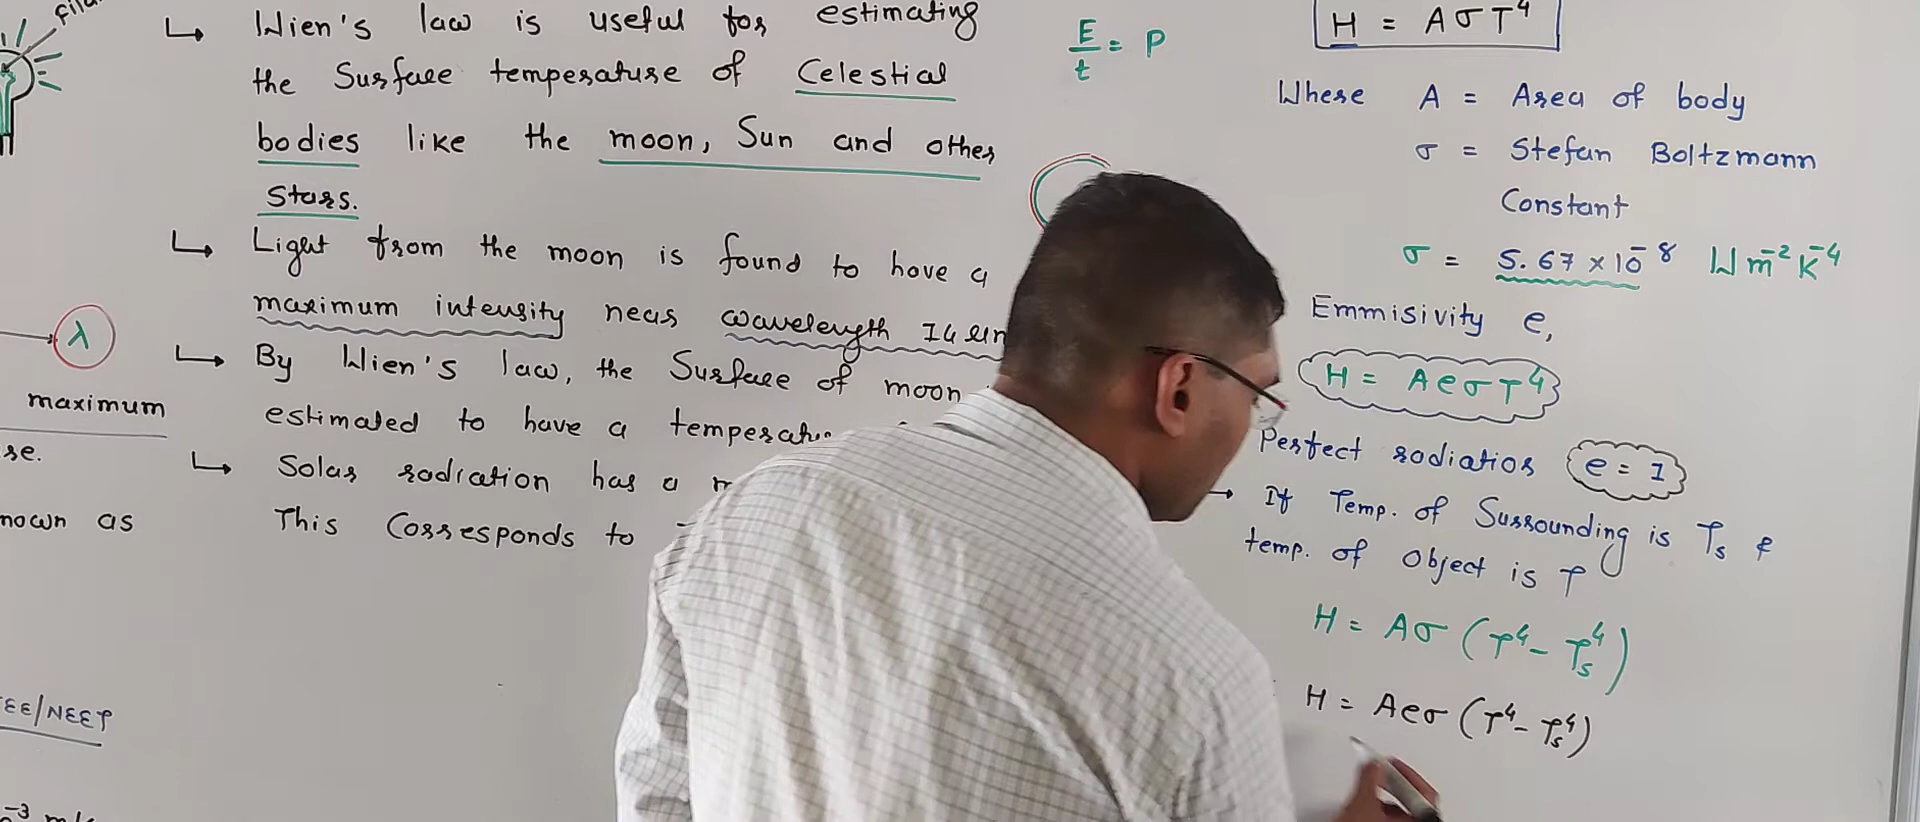 Wien's law is useful for estimating
the Surface temperature of Celestial
bodies like the moon, Sun and other
Stars.
Light from the moon is found to have a
maximum intensity near wavelength 14 μm
By Wien's law, the Surface of moon
estimated to have a
Solar radiation has a
This Corresponds to
λ
maximum
se.
nown as
EE/NEET
E/t = P
H = AσT⁴
Where A = Area of body
σ = Stefan Boltzmann
Constant
σ = 5.67 × 10⁻⁸ W m⁻² K⁻⁴
Emmisivity e,
H = AeσT⁴
Perfect radiatior e = 1
→ If Temp. of Surrounding is Tₛ &
temp. of Object is T
H = Aσ (T⁴ - Tₛ⁴)
H = Aeσ (T⁴ - Tₛ⁴)